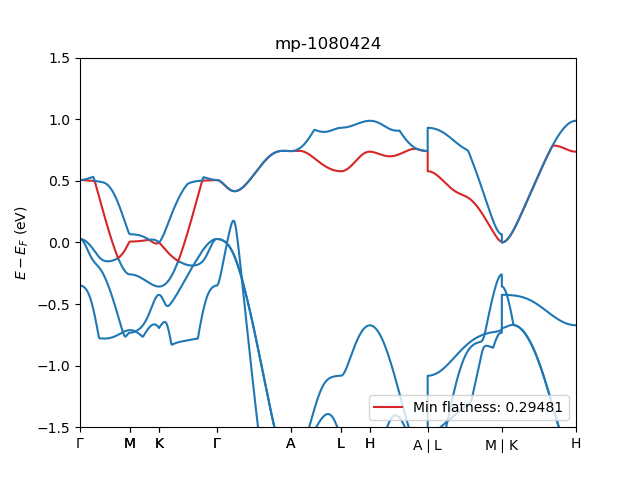 mp-1080424
E − E_F (eV)
1.5
1.0
0.5
0.0
−0.5
−1.0
−1.5
Min flatness: 0.29481
Γ M K Γ A L H A | L M | K H